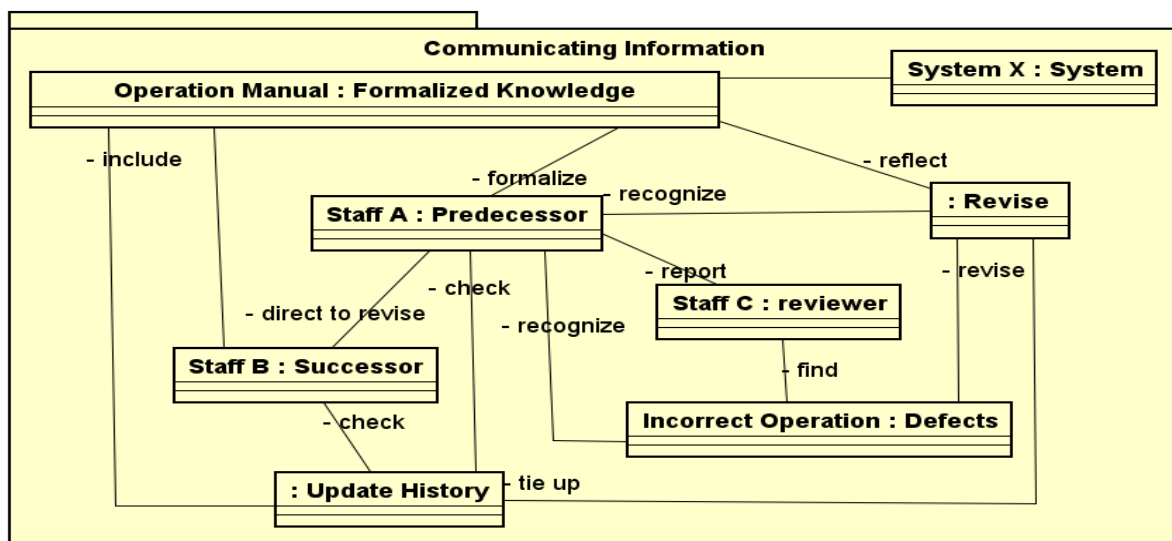 Communicating Information
Operation Manual : Formalized Knowledge
System X : System
- include
- reflect
- formalize
- recognize
Staff A : Predecessor
: Revise
- report
- revise
- check
Staff C : reviewer
- direct to revise
- recognize
Staff B : Successor
- find
- check
Incorrect Operation : Defects
: Update History
- tie up